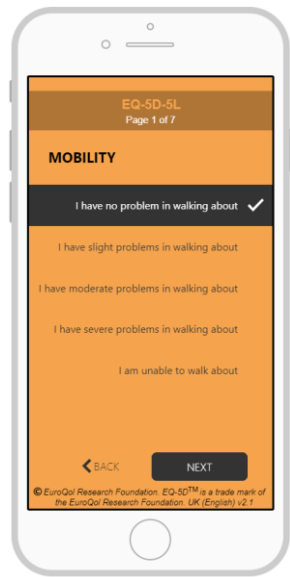 EQ-5D-5L
Page 1 of 7
MOBILITY
I have no problem in walking about
I have slight problems in walking about
I have moderate problems in walking about
I have severe problems in walking about
I am unable to walk about
BACK
NEXT
© EuroQol Research Foundation. EQ-5D™ is a trade mark of
the EuroQol Research Foundation. UK (English) v2.1